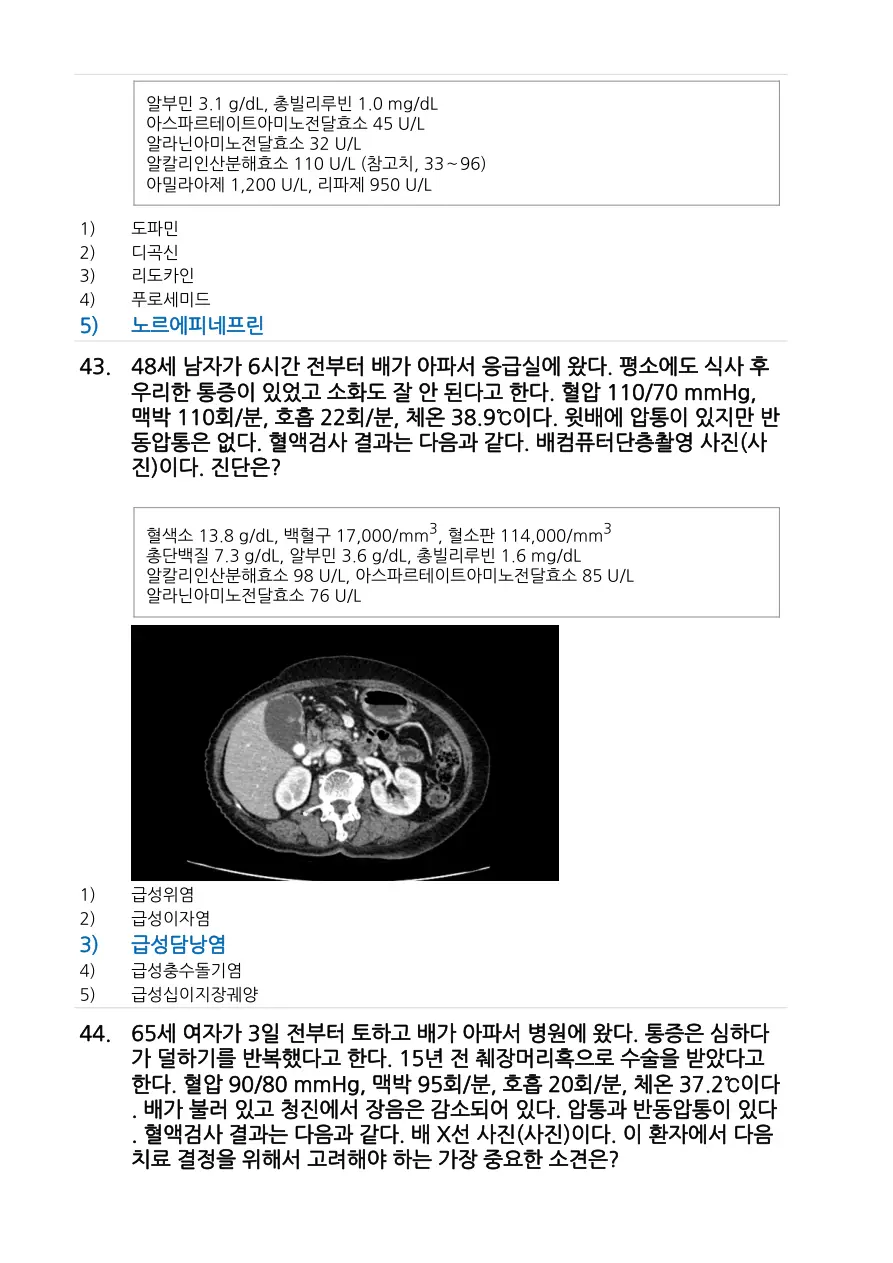 알부민 3.1 g/dL, 총빌리루빈 1.0 mg/dL
아스파르테이트아미노전달효소 45 U/L
알라닌아미노전달효소 32 U/L
알칼리인산분해효소 110 U/L (참고치, 33∼96)
아밀라아제 1,200 U/L, 리파제 950 U/L
1) 도파민
2) 디곡신
3) 리도카인
4) 푸로세미드
5) 노르에피네프린
43. 48세 남자가 6시간 전부터 배가 아파서 응급실에 왔다. 평소에도 식사 후
우리한 통증이 있었고 소화도 잘 안 된다고 한다. 혈압 110/70 mmHg,
맥박 110회/분, 호흡 22회/분, 체온 38.9℃이다. 윗배에 압통이 있지만 반
동압통은 없다. 혈액검사 결과는 다음과 같다. 배컴퓨터단층촬영 사진(사
진)이다. 진단은?
혈색소 13.8 g/dL, 백혈구 17,000/mm3, 혈소판 114,000/mm3
총단백질 7.3 g/dL, 알부민 3.6 g/dL, 총빌리루빈 1.6 mg/dL
알칼리인산분해효소 98 U/L, 아스파르테이트아미노전달효소 85 U/L
알라닌아미노전달효소 76 U/L
1) 급성위염
2) 급성이자염
3) 급성담낭염
4) 급성충수돌기염
5) 급성십이지장궤양
44. 65세 여자가 3일 전부터 토하고 배가 아파서 병원에 왔다. 통증은 심하다
가 덜하기를 반복했다고 한다. 15년 전 췌장머리혹으로 수술을 받았다고
한다. 혈압 90/80 mmHg, 맥박 95회/분, 호흡 20회/분, 체온 37.2℃이다
. 배가 불러 있고 청진에서 장음은 감소되어 있다. 압통과 반동압통이 있다
. 혈액검사 결과는 다음과 같다. 배 X선 사진(사진)이다. 이 환자에서 다음
치료 결정을 위해서 고려해야 하는 가장 중요한 소견은?